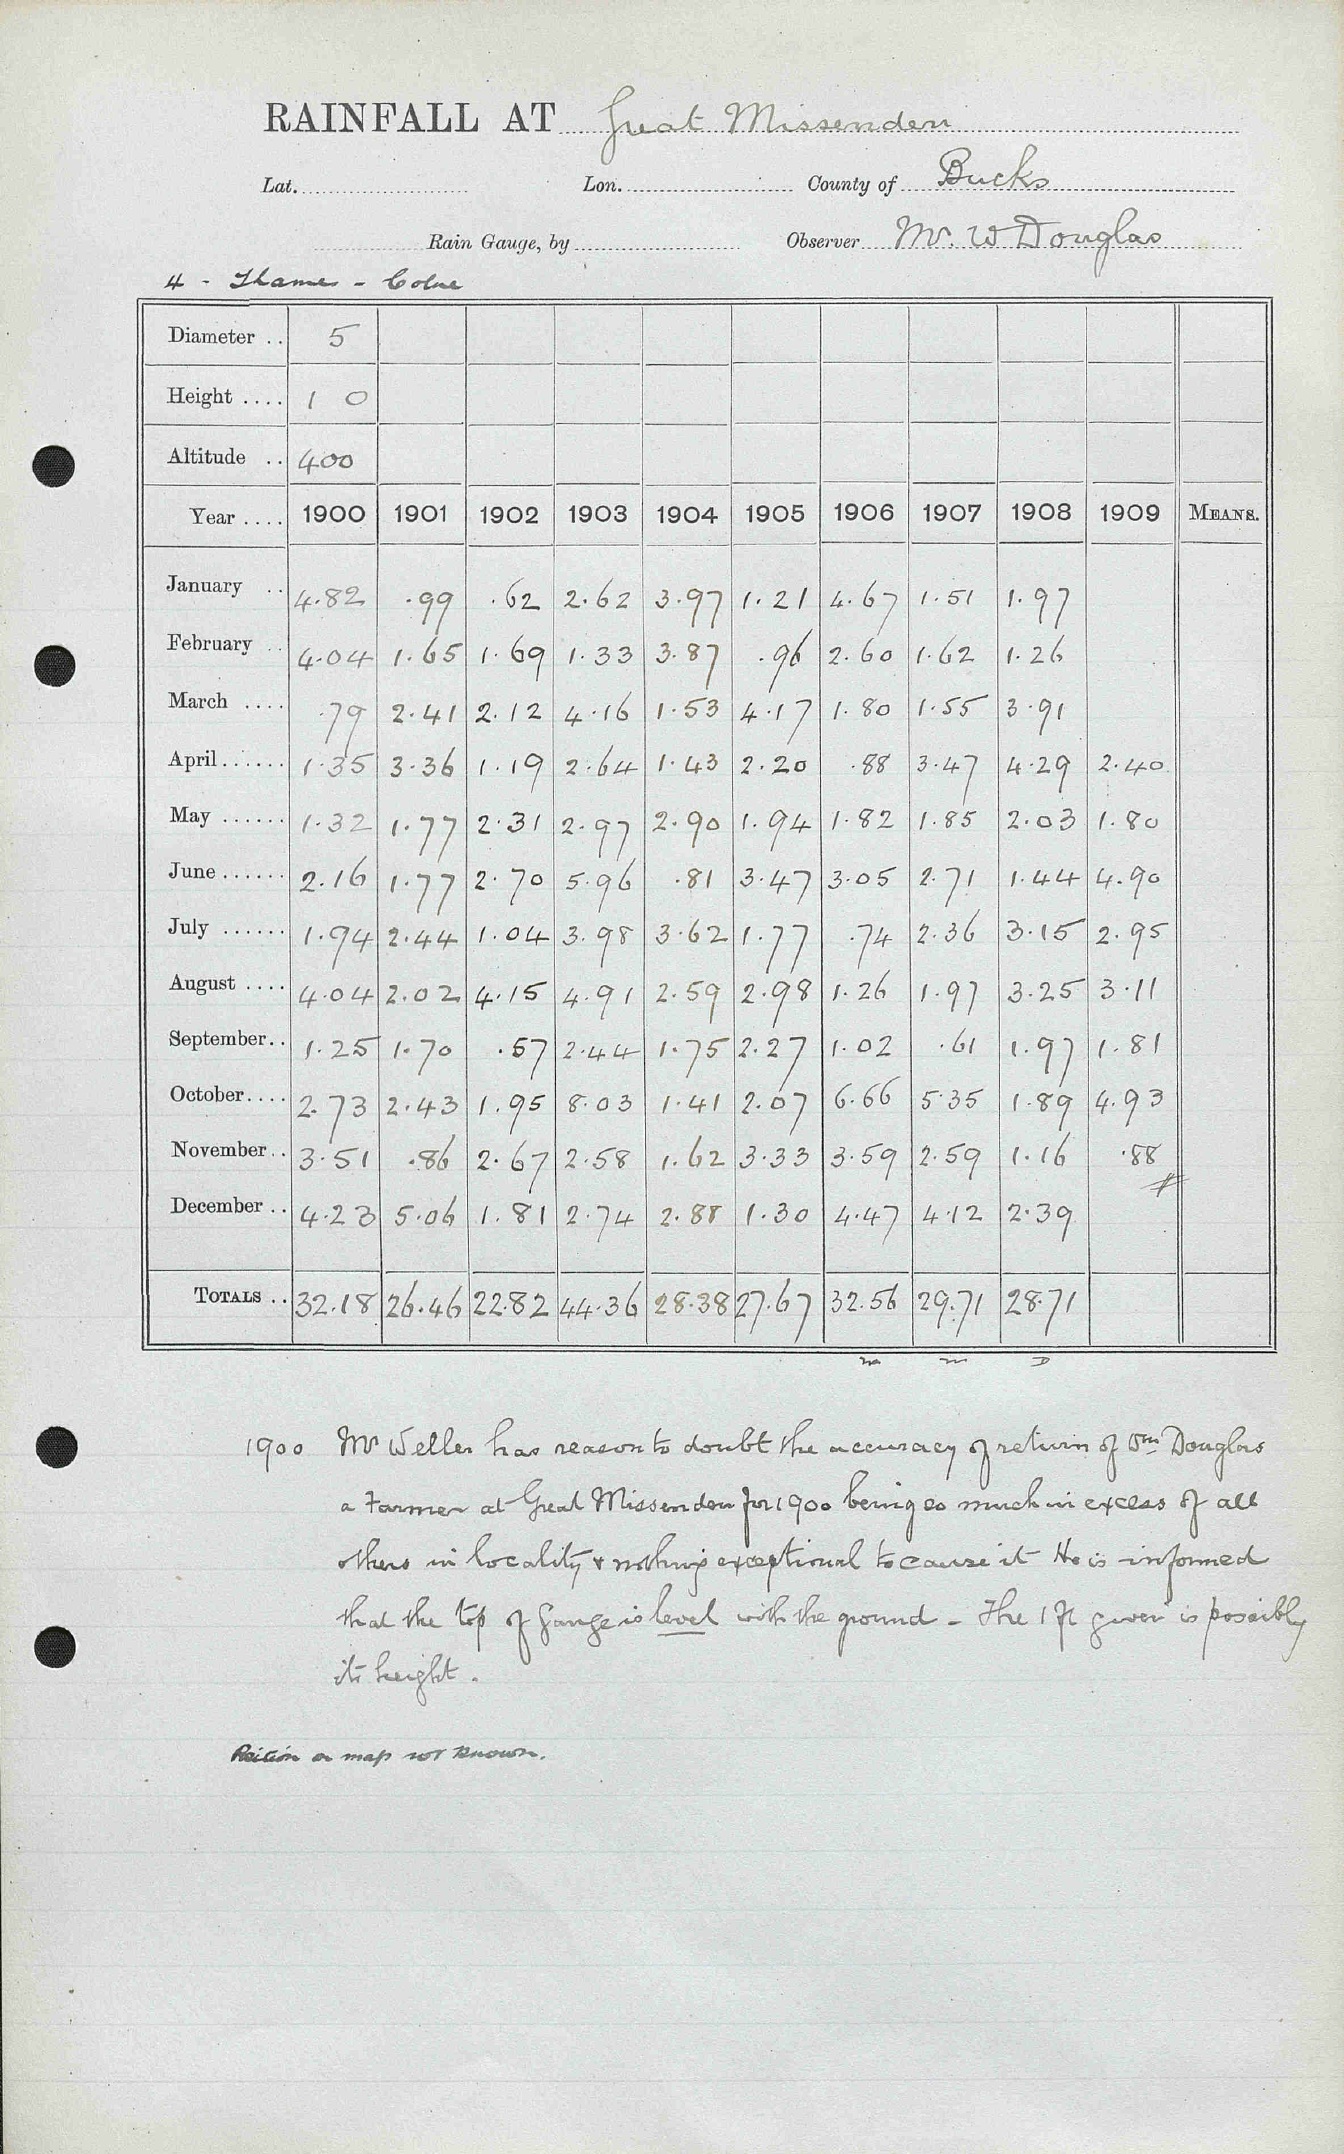 RAINFALL AT Great Missenden
Lat. Lon. County of Bucks
Rain Gauge, by Observer Mr. W Douglas
4 - Thames - Colne
Diameter .. 5
Height .... 1 0
Altitude .. 400
Year .... 1900 1901 1902 1903 1904 1905 1906 1907 1908 1909 MEANS.
January .. 4.82 .99 .62 2.62 3.97 1.21 4.67 1.51 1.97
February .. 4.04 1.65 1.69 1.33 3.87 .96 2.60 1.62 1.26
March .... .79 2.41 2.12 4.16 1.53 4.17 1.80 1.55 3.91
April...... 1.35 3.36 1.19 2.64 1.43 2.20 .88 3.47 4.29 2.40
May ...... 1.32 1.77 2.31 2.97 2.90 1.94 1.82 1.85 2.03 1.80
June...... 2.16 1.77 2.70 5.96 .81 3.47 3.05 2.71 1.44 4.90
July ...... 1.94 2.44 1.04 3.98 3.62 1.77 .74 2.36 3.15 2.95
August .... 4.04 2.02 4.15 4.91 2.59 2.98 1.26 1.97 3.25 3.11
September.. 1.25 1.70 .57 2.44 1.75 2.27 1.02 .61 1.97 1.81
October.... 2.73 2.43 1.95 8.03 1.41 2.07 6.66 5.35 1.89 4.93
November.. 3.51 .86 2.67 2.58 1.62 3.33 3.59 2.59 1.16 .88
December .. 4.23 5.06 1.81 2.74 2.88 1.30 4.47 4.12 2.39
TOTALS .. 32.18 26.46 22.82 44.36 28.38 27.67 32.56 29.71 28.71
m m D
1900 Mr Weller has reason to doubt the accuracy of return of Wm Douglas
a Farmer at Great Missenden for 1900 being so much in excess of all
others in locality & nothing exceptional to cause it He is informed
that the top of gauge is level with the ground - The 1 ft given is possibly
its height.
Position on map not known.